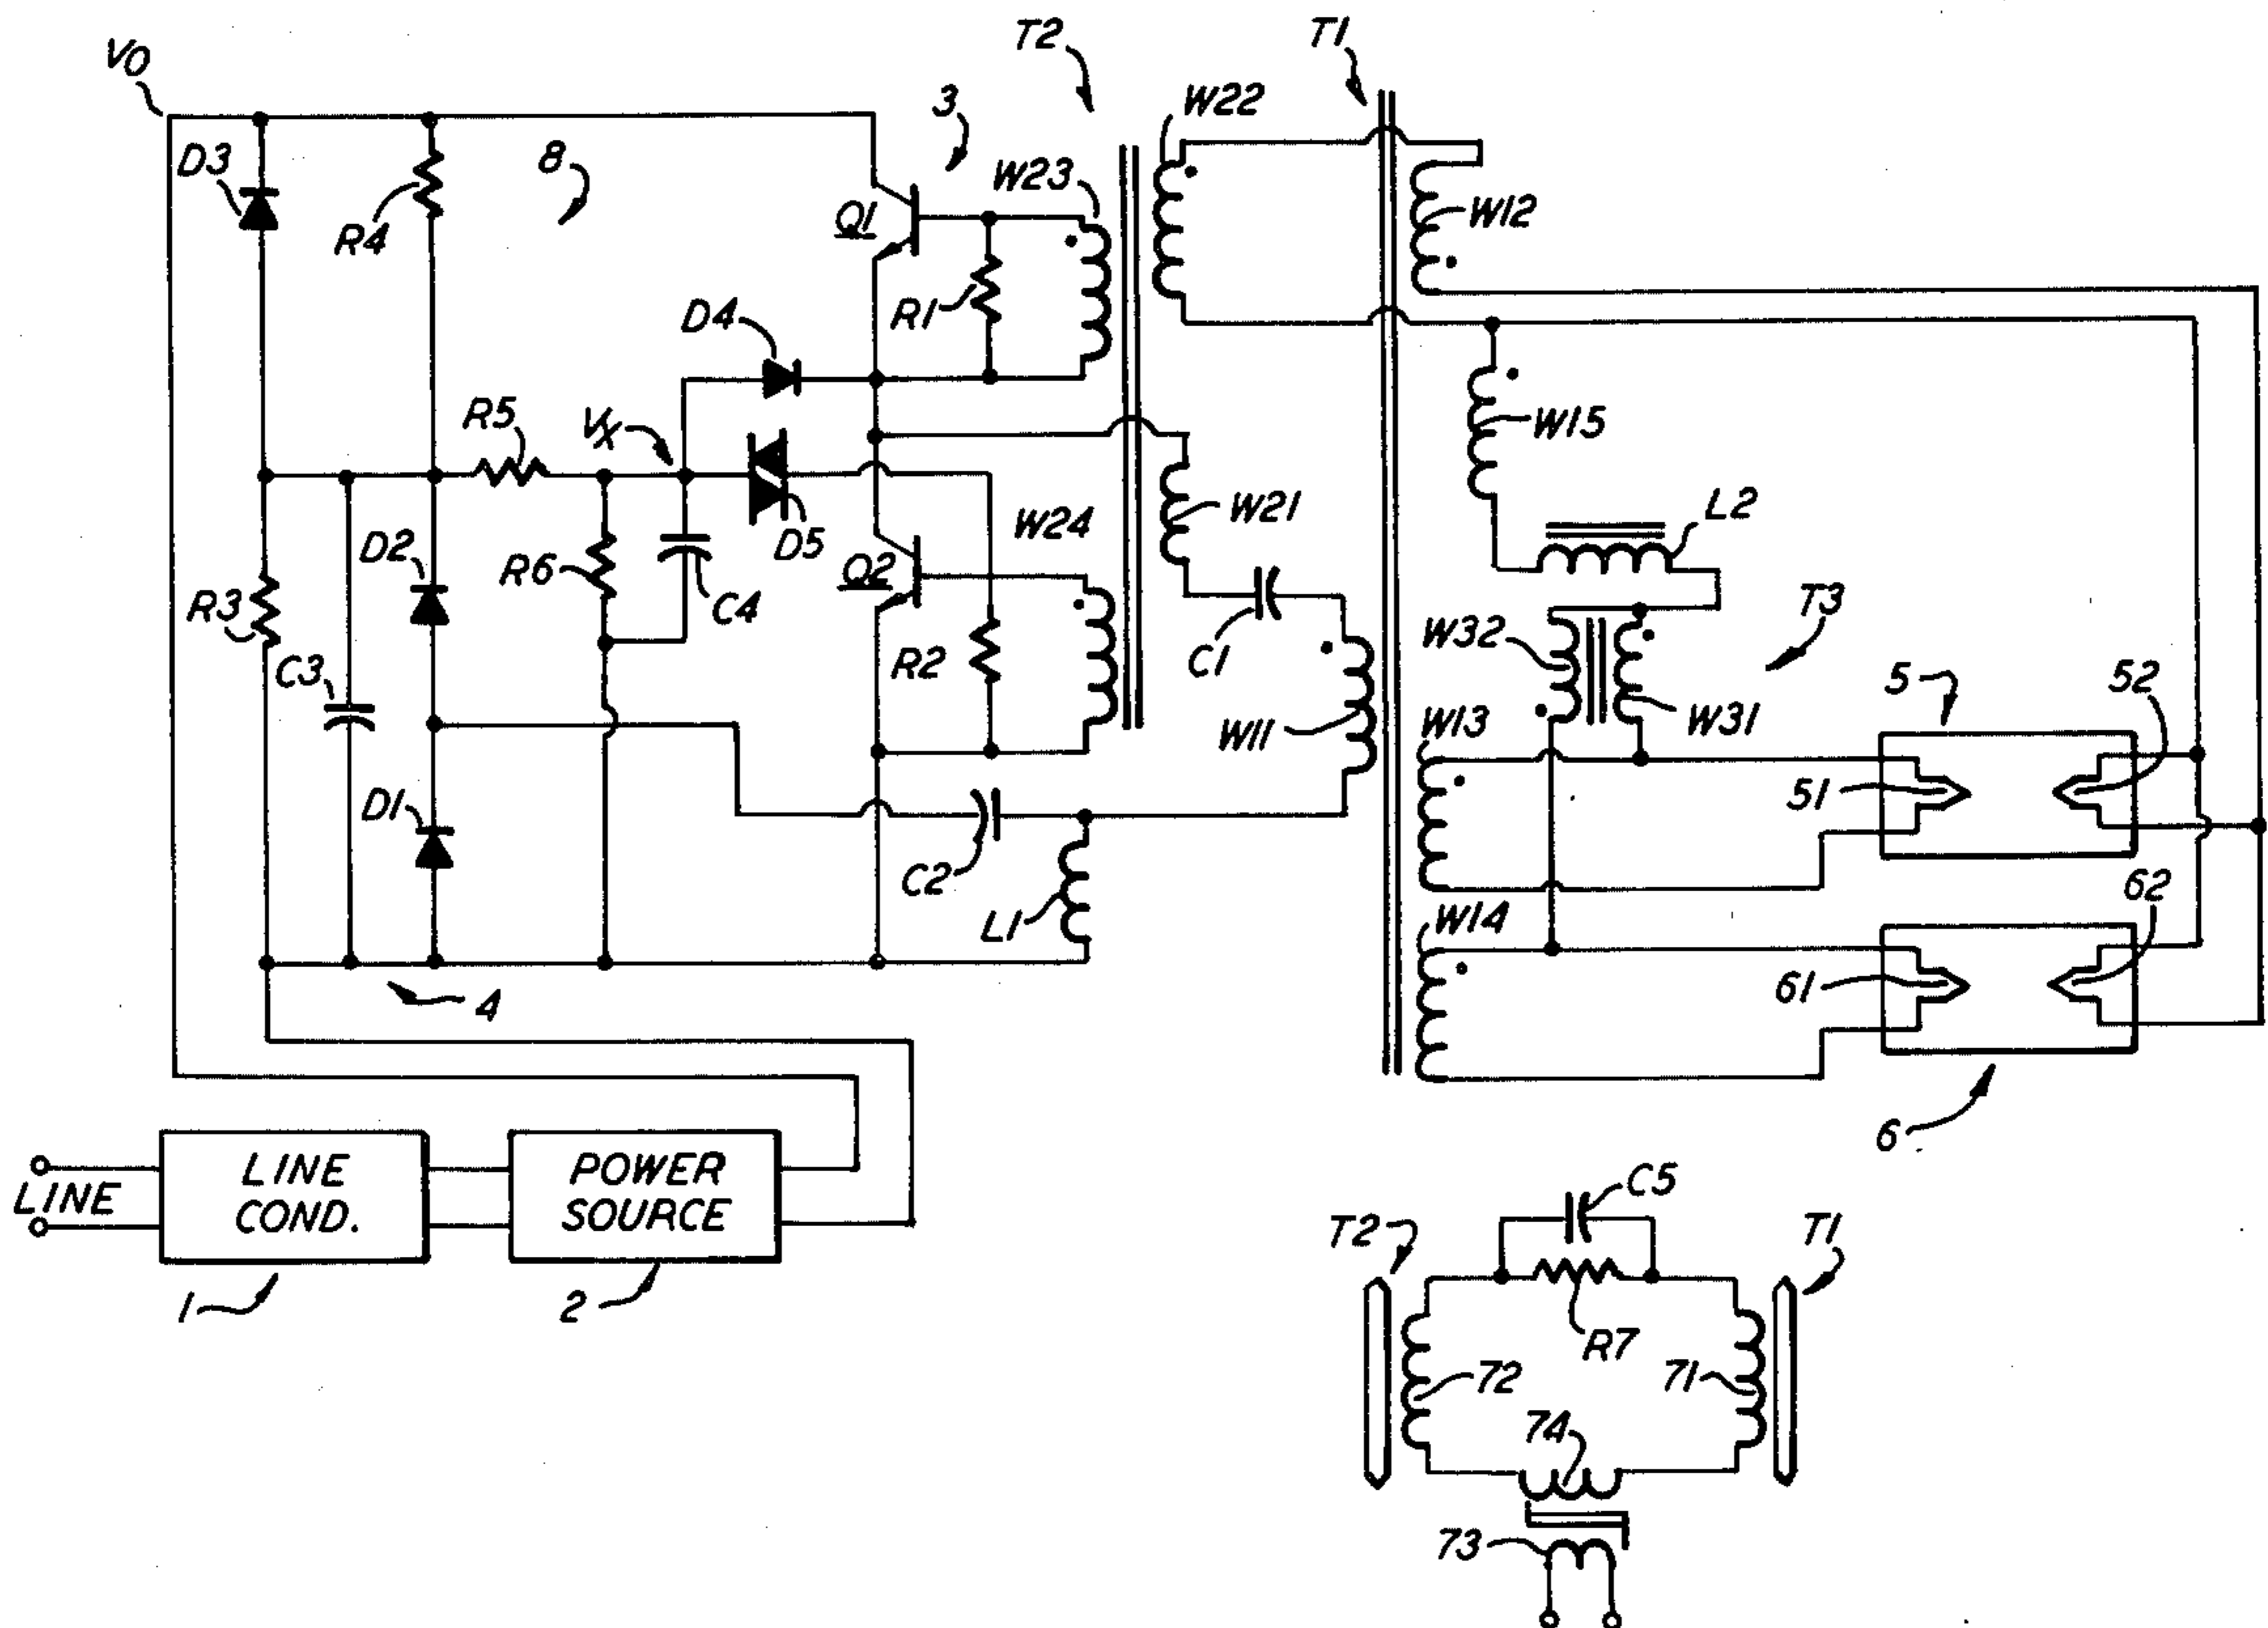 V0
T2
T1
D3
R4
8
3
W23
W22
W12
Q1
R1
D4
R5
VX
D5
W24
W21
W15
L2
D2
R6
C4
Q2
R2
C1
W11
W32
T3
W31
5
52
R3
C3
W13
51
D1
C2
L1
W14
62
61
4
6
LINE
LINE COND.
POWER SOURCE
1
2
C5
T2
T1
R7
72
71
74
73